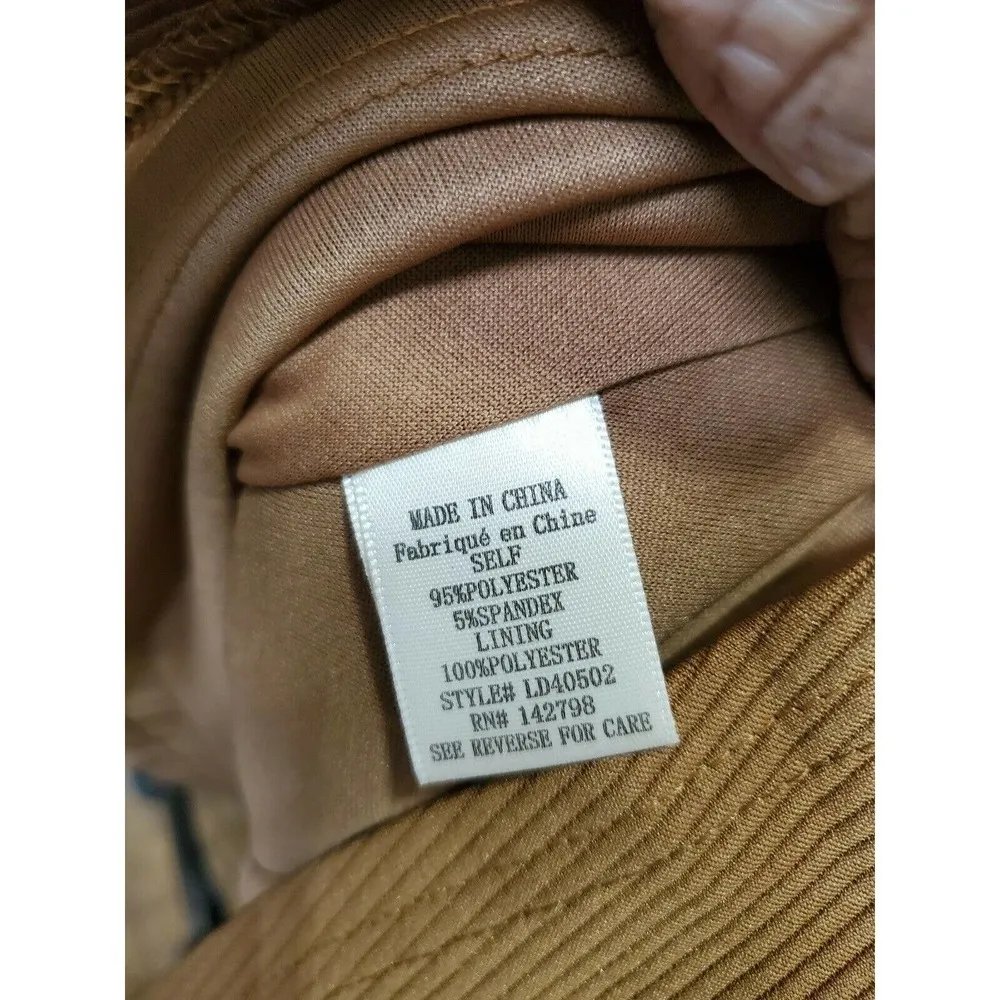 MADE IN CHINA
Fabriqué en Chine
SELF
95%POLYESTER
5%SPANDEX
LINING
100%POLYESTER
STYLE# LD40502
RN# 142798
SEE REVERSE FOR CARE